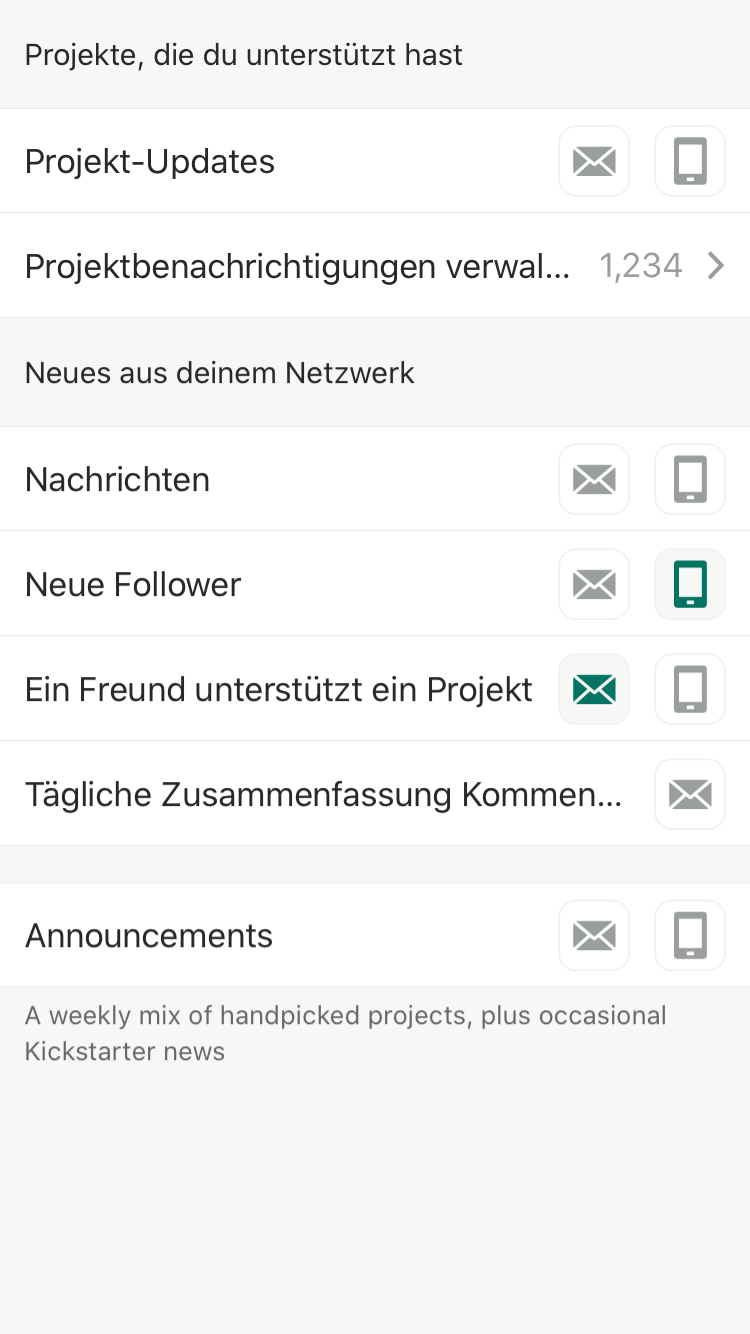 Projekte, die du unterstützt hast
Projekt-Updates
Projektbenachrichtigungen verwal... 1,234
Neues aus deinem Netzwerk
Nachrichten
Neue Follower
Ein Freund unterstützt ein Projekt
Tägliche Zusammenfassung Kommen...
Announcements
A weekly mix of handpicked projects, plus occasional
Kickstarter news